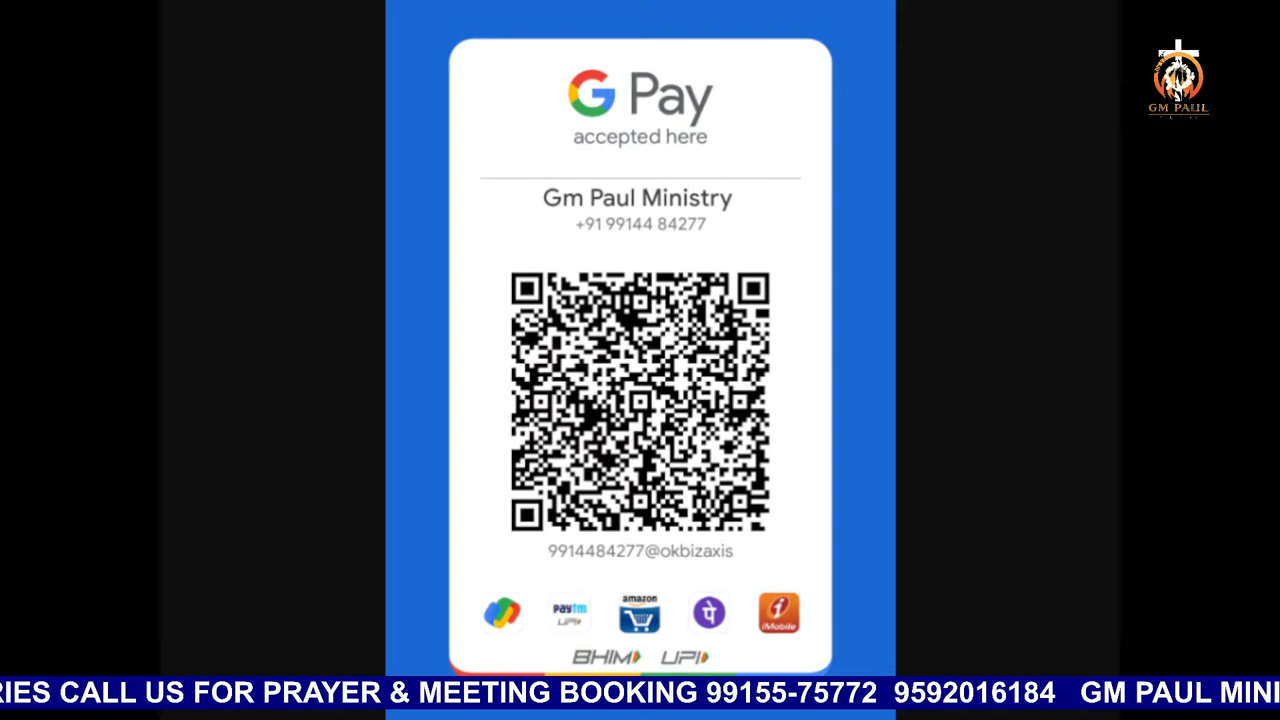 G Pay
accepted here
GM PAUL
Gm Paul Ministry
+91 99144 84277
9914484277@okbizaxis
Paytm
UPI
amazon
पे
i
iMobile
BHIM UPI
RIES CALL US FOR PRAYER & MEETING BOOKING 99155-75772 9592016184 GM PAUL MINI